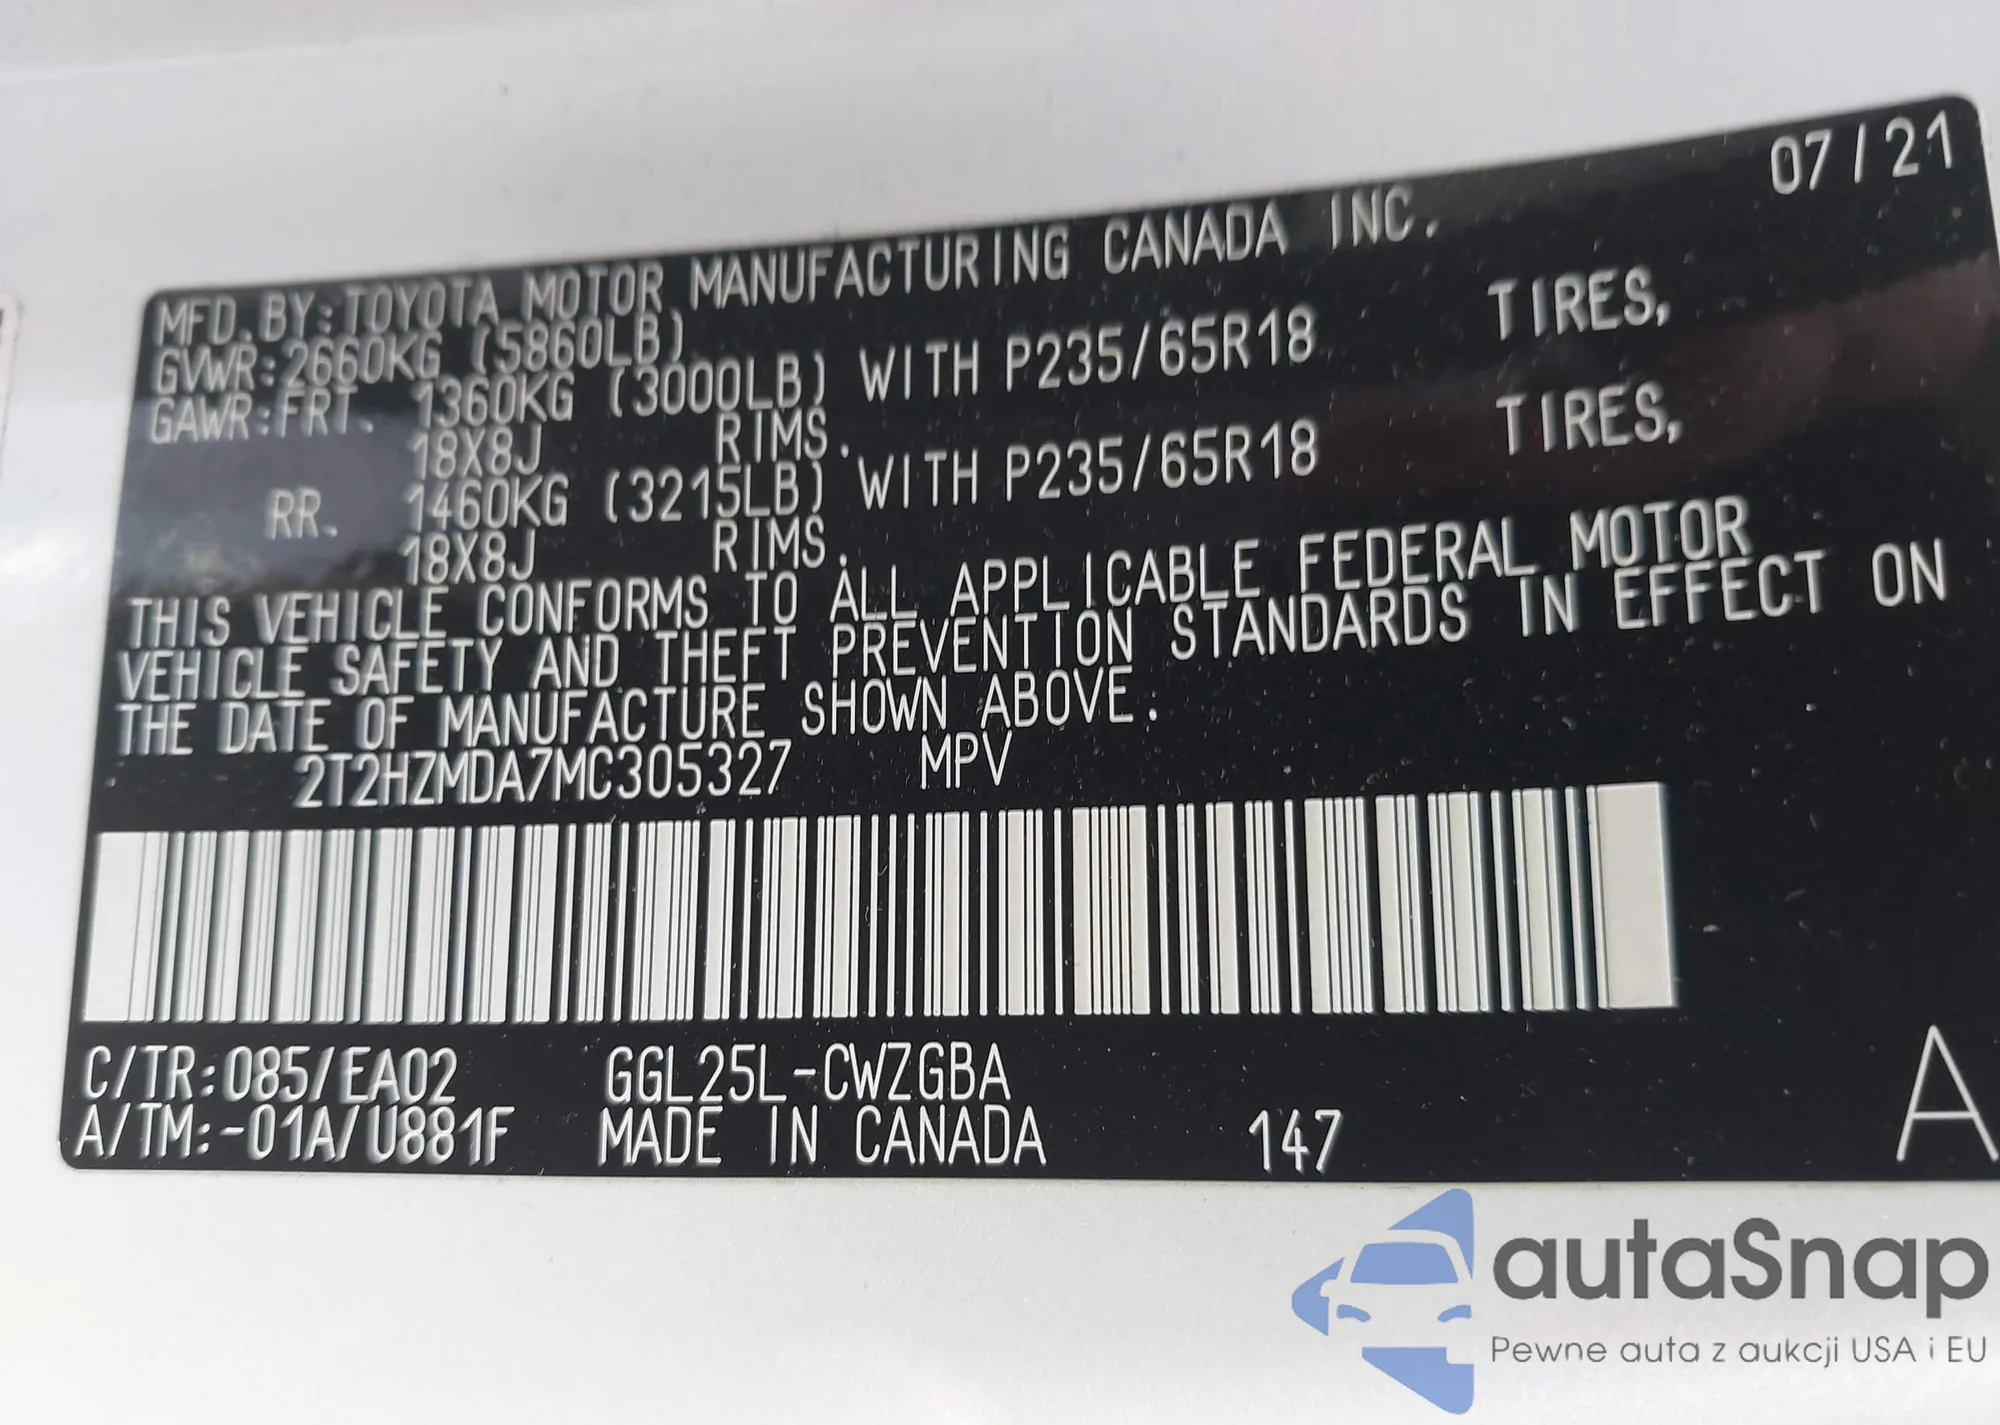 07/21
MFD.BY:TOYOTA MOTOR MANUFACTURING CANADA INC.
GVWR:2660KG (5860LB)
GAWR:FRT. 1360KG (3000LB) WITH P235/65R18 TIRES,
18X8J RIMS.
RR. 1460KG (3215LB) WITH P235/65R18 TIRES,
18X8J RIMS.
THIS VEHICLE CONFORMS TO ALL APPLICABLE FEDERAL MOTOR
VEHICLE SAFETY AND THEFT PREVENTION STANDARDS IN EFFECT ON
THE DATE OF MANUFACTURE SHOWN ABOVE.
2T2HZMDA7MC305327 MPV
C/TR:085/EA02 GGL25L-CWZGBA
A/TM:-01A/U881F MADE IN CANADA 147 A
autaSnap
Pewne auta z aukcji USA i EU